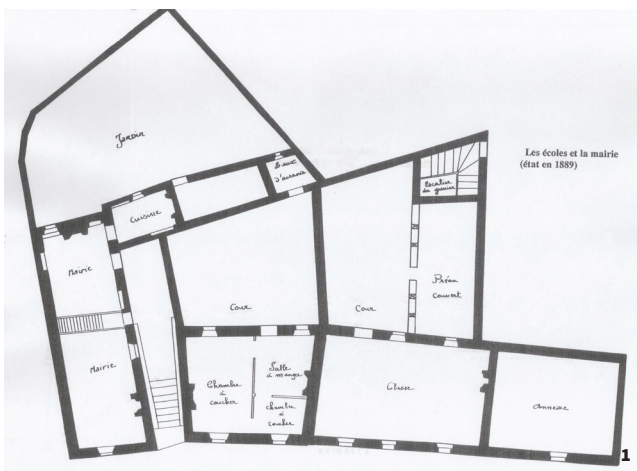 Les écoles et la mairie
(état en 1889)
Jardin
Lieux
d'aisance
Cuisine
Escalier
du grenier
Mairie
Préau
couvert
Cour
Cour
Mairie
Chambre
à
coucher
Salle
à manger
Chambre
à
coucher
Classe
Annexe
1